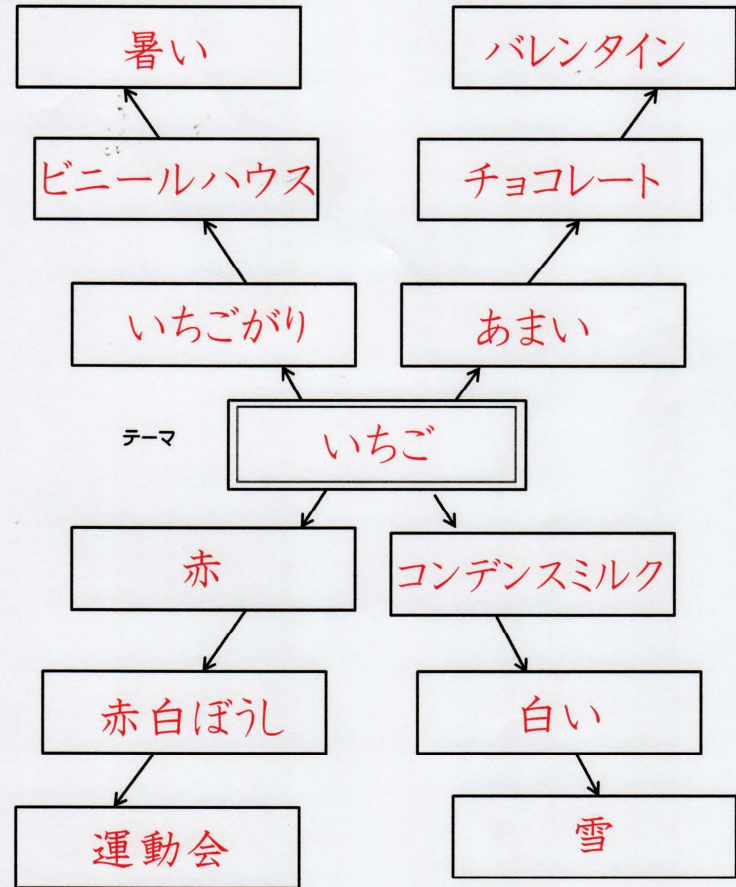 暑い
バレンタイン
ビニールハウス
チョコレート
いちごがり
あまい
テーマ
いちご
赤
コンデンスミルク
赤白ぼうし
白い
運動会
雪